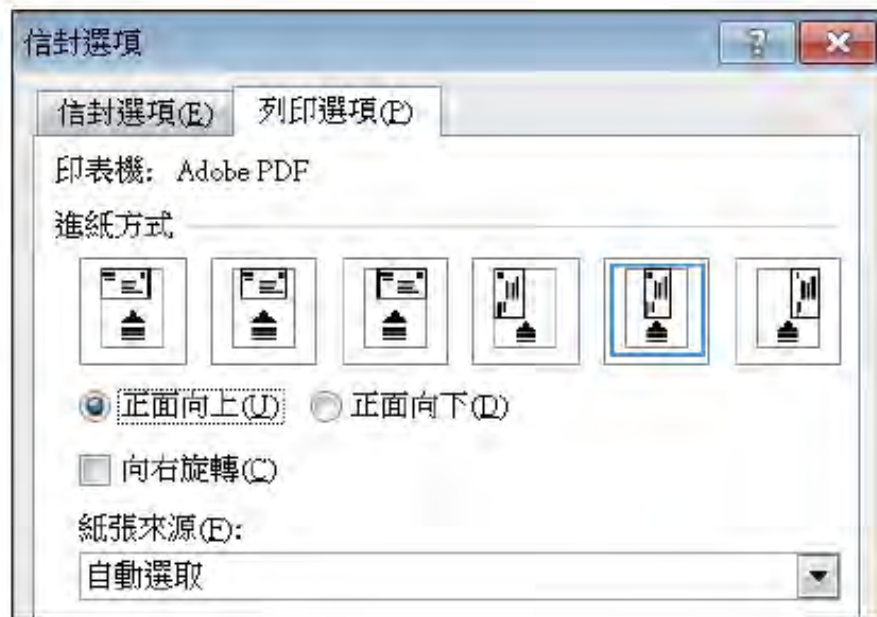 信封選項
信封選項(E) 列印選項(P)
印表機: Adobe PDF
進紙方式
正面向上(U) 正面向下(D)
向右旋轉(C)
紙張來源(F):
自動選取